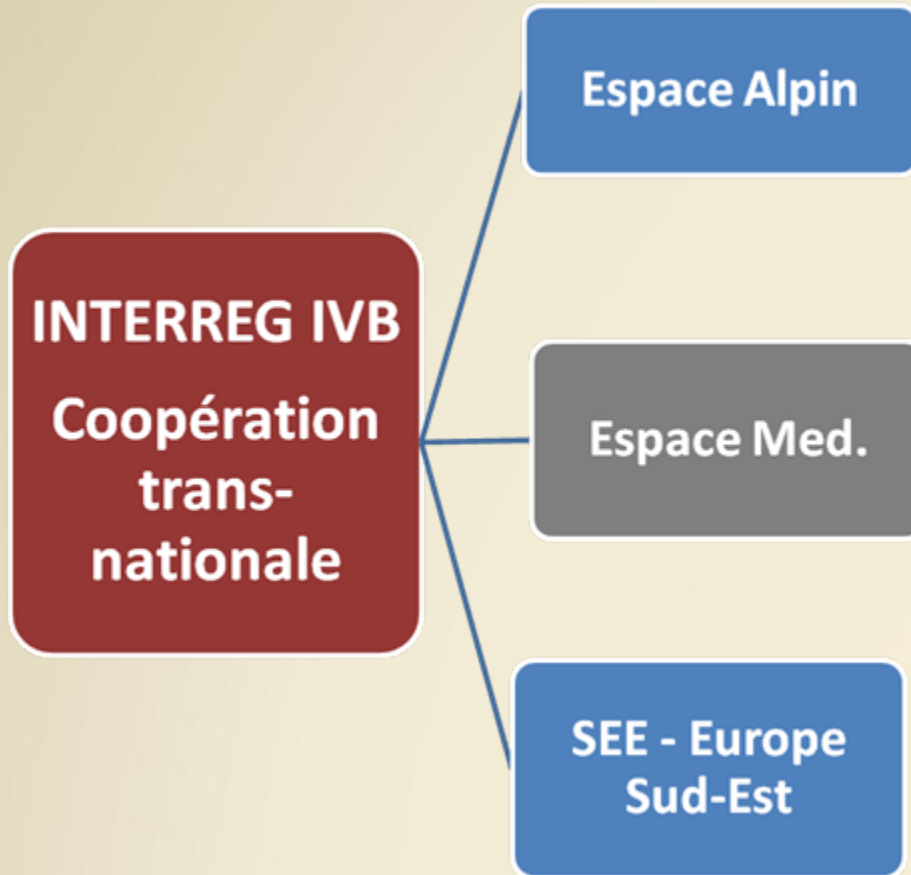 Espace Alpin
INTERREG IVB
Coopération
trans-
nationale
Espace Med.
SEE - Europe
Sud-Est